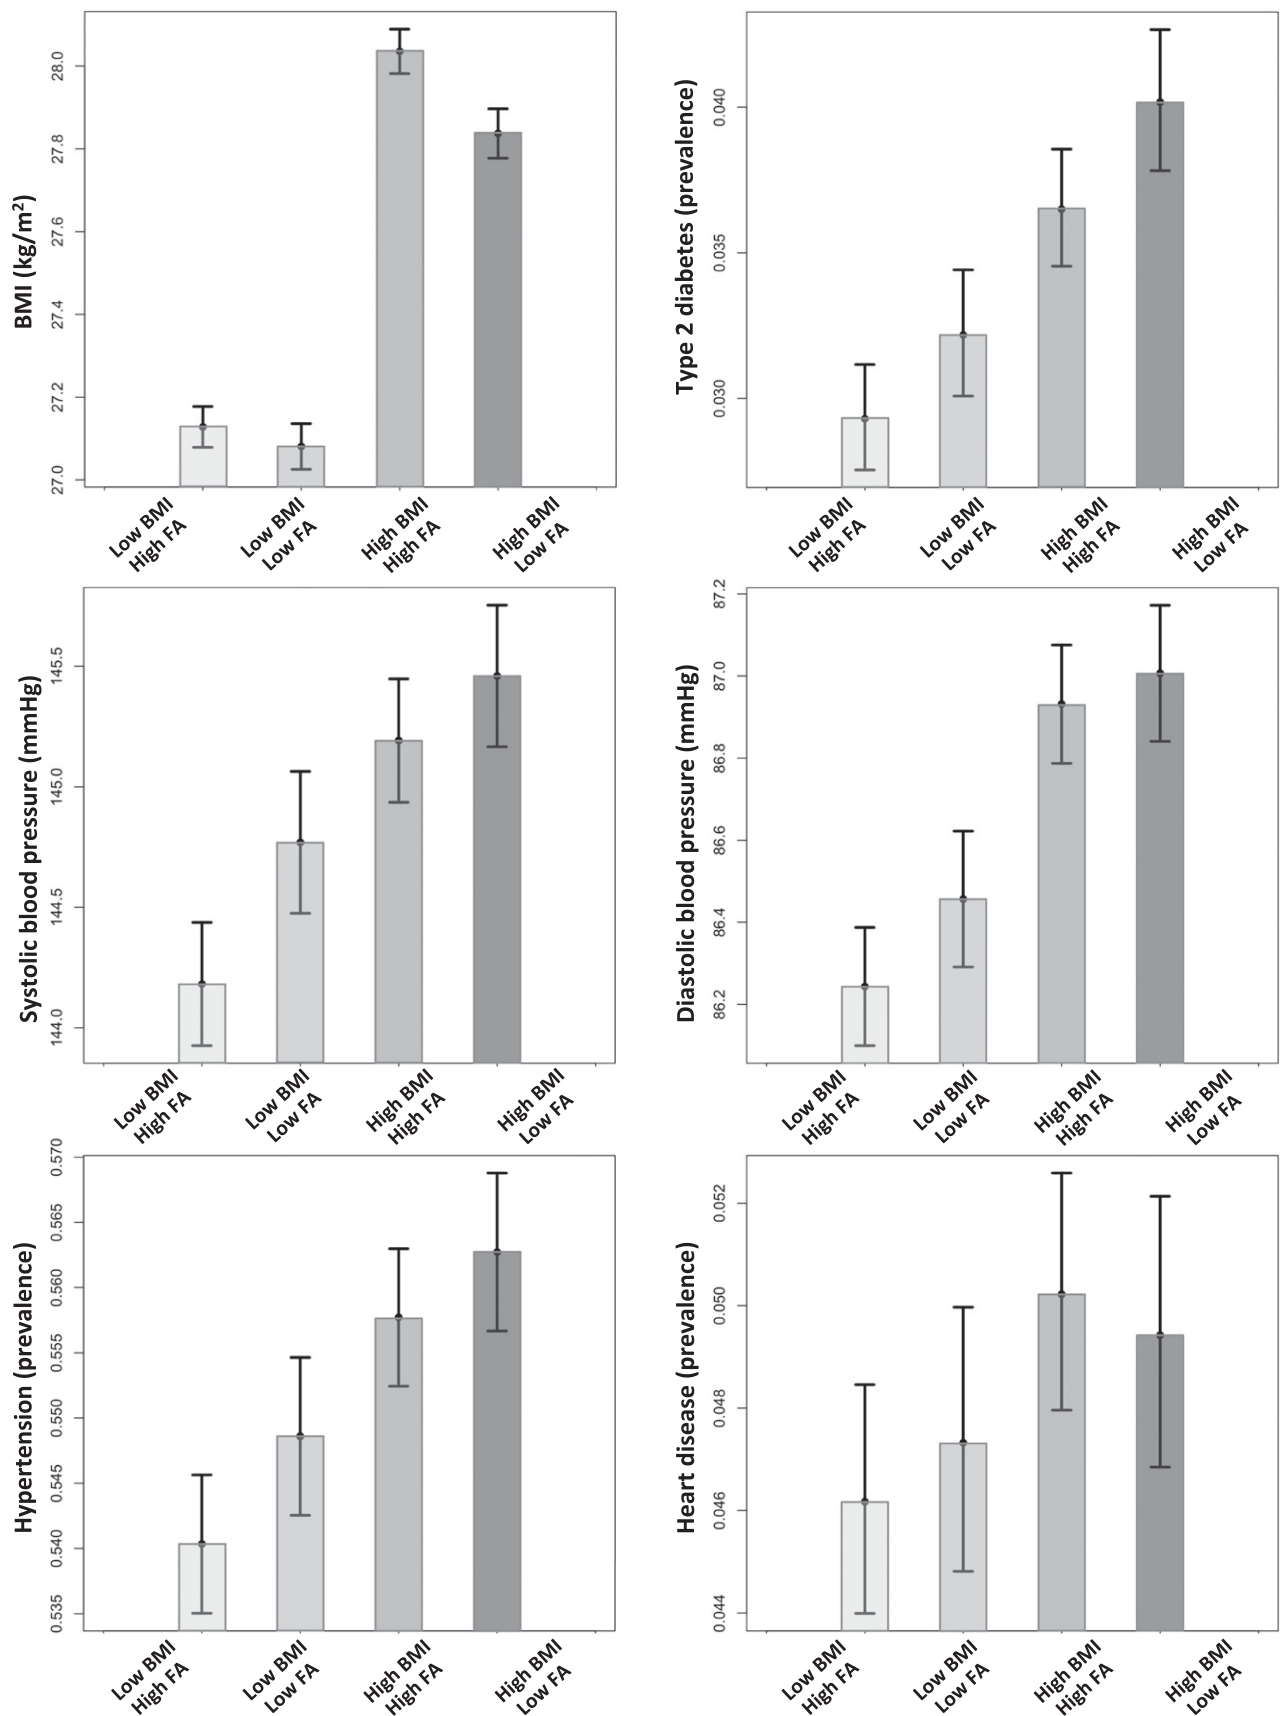 BMI (kg/m²)
28.0
27.8
27.6
27.4
27.2
27.0
Low BMI
High FA
Low BMI
Low FA
High BMI
High FA
High BMI
Low FA
Type 2 diabetes (prevalence)
0.040
0.035
0.030
Low BMI
High FA
Low BMI
Low FA
High BMI
High FA
High BMI
Low FA
Systolic blood pressure (mmHg)
145.5
145.0
144.5
144.0
Low BMI
High FA
Low BMI
Low FA
High BMI
High FA
High BMI
Low FA
Diastolic blood pressure (mmHg)
87.2
87.0
86.8
86.6
86.4
86.2
Low BMI
High FA
Low BMI
Low FA
High BMI
High FA
High BMI
Low FA
Hypertension (prevalence)
0.570
0.565
0.560
0.555
0.550
0.545
0.540
0.535
Low BMI
High FA
Low BMI
Low FA
High BMI
High FA
High BMI
Low FA
Heart disease (prevalence)
0.052
0.050
0.048
0.046
0.044
Low BMI
High FA
Low BMI
Low FA
High BMI
High FA
High BMI
Low FA